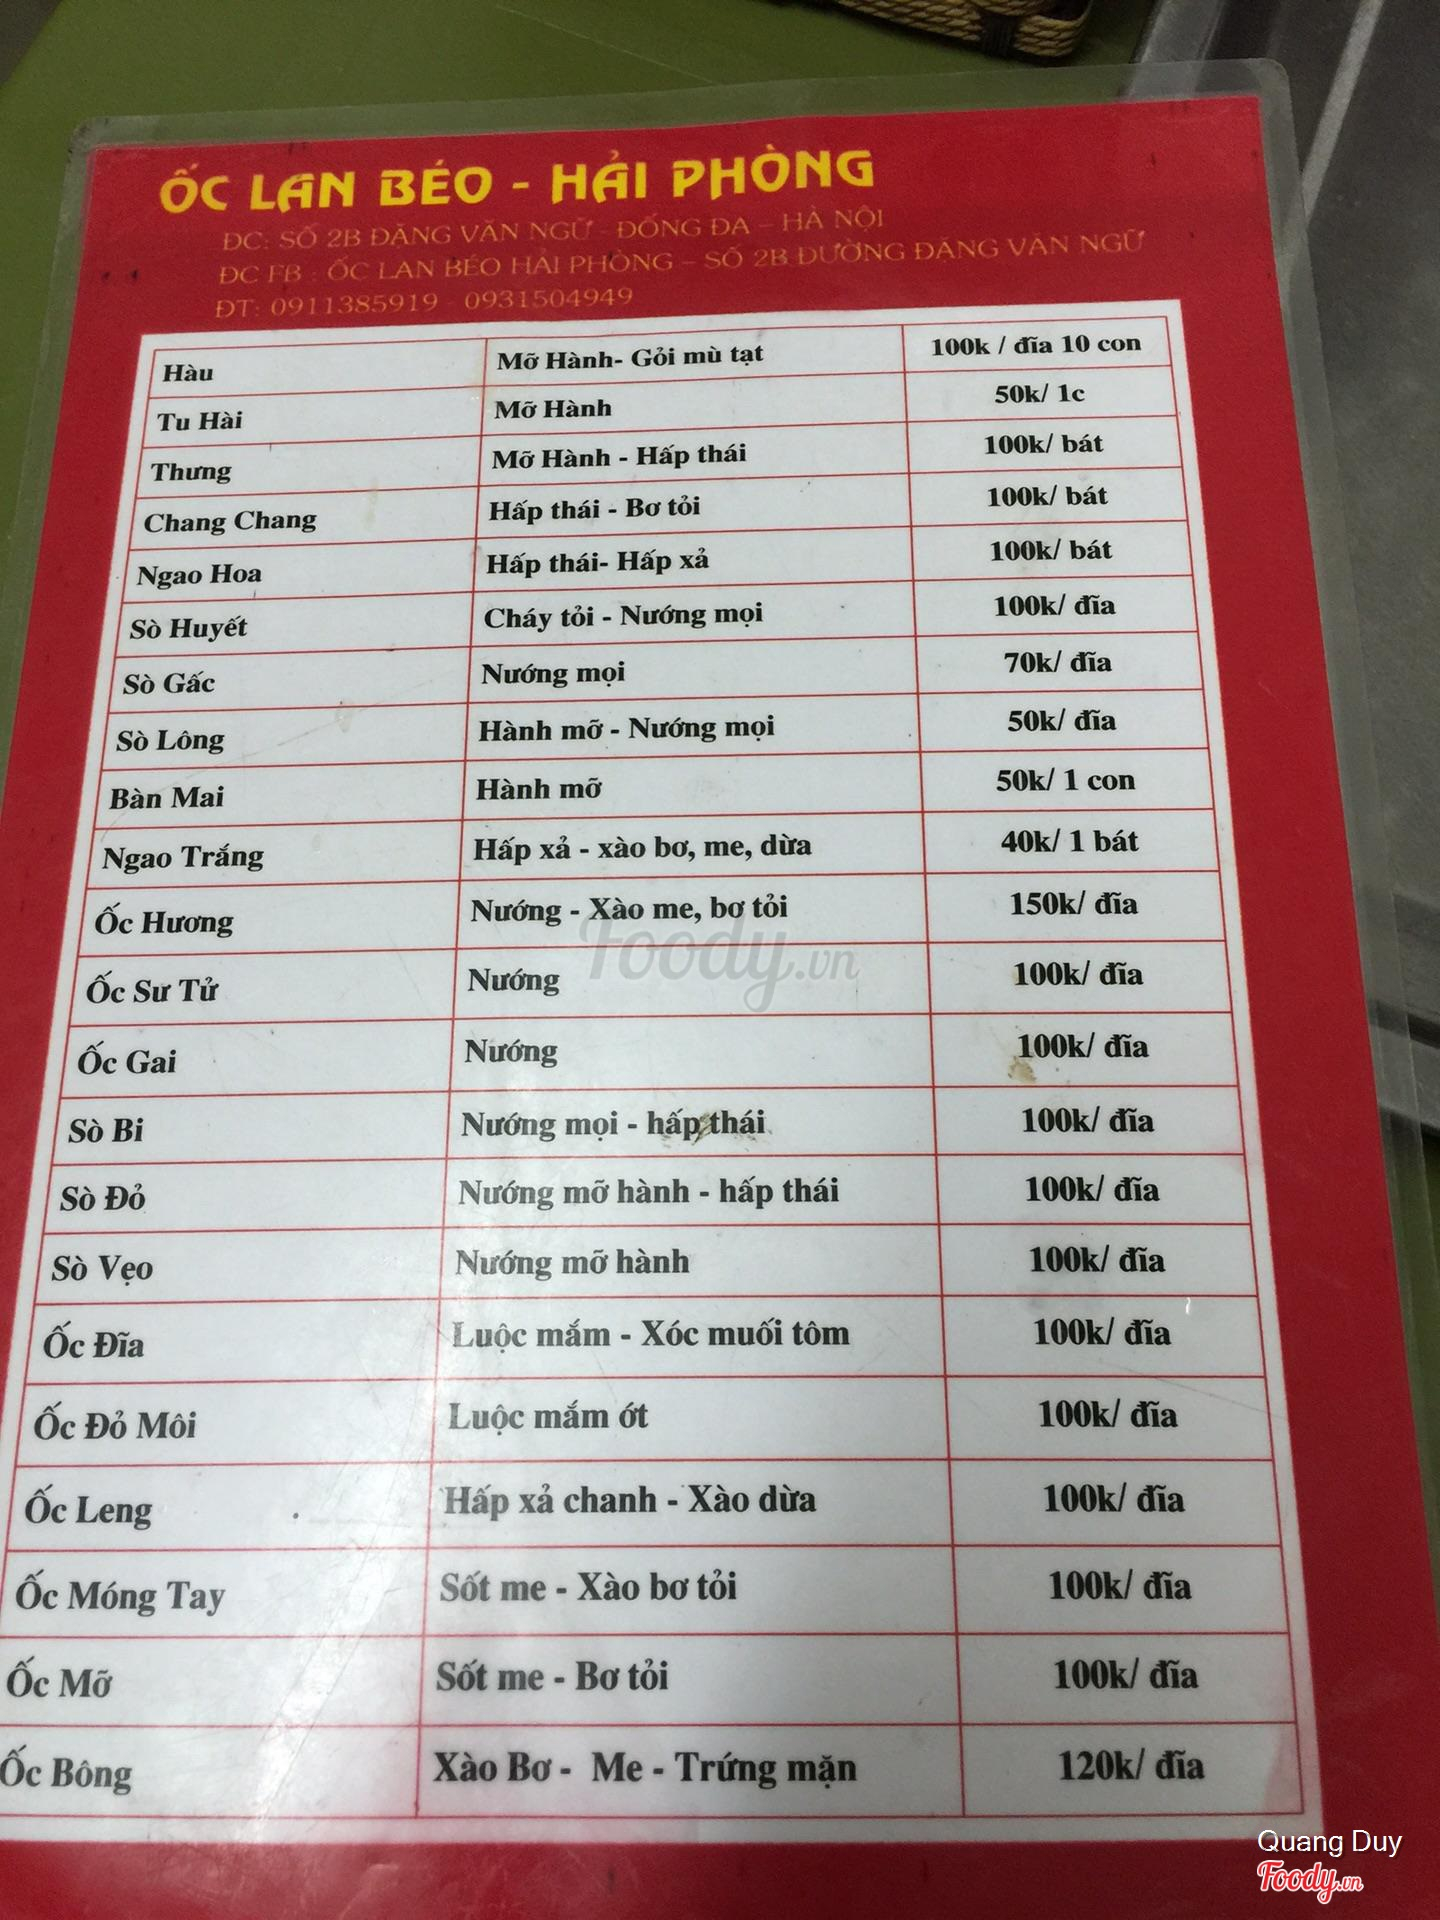 ỐC LAN BÉO - HẢI PHÒNG
ĐC: SỐ 2B ĐẶNG VĂN NGỮ - ĐỐNG ĐA – HÀ NỘI
ĐC FB : ỐC LAN BÉO HẢI PHÒNG – SỐ 2B ĐƯỜNG ĐẶNG VĂN NGỮ
ĐT: 0911385919 - 0931504949
Hàu Mỡ Hành- Gỏi mù tạt 100k / đĩa 10 con
Tu Hài Mỡ Hành 50k/ 1c
Thưng Mỡ Hành - Hấp thái 100k/ bát
Chang Chang Hấp thái - Bơ tỏi 100k/ bát
Ngao Hoa Hấp thái- Hấp xả 100k/ bát
Sò Huyết Cháy tỏi - Nướng mọi 100k/ đĩa
Sò Gấc Nướng mọi 70k/ đĩa
Sò Lông Hành mỡ - Nướng mọi 50k/ đĩa
Bàn Mai Hành mỡ 50k/ 1 con
Ngao Trắng Hấp xả - xào bơ, me, dừa 40k/ 1 bát
Ốc Hương Nướng - Xào me, bơ tỏi 150k/ đĩa
Foody.vn
Ốc Sư Tử Nướng 100k/ đĩa
Ốc Gai Nướng 100k/ đĩa
Sò Bi Nướng mọi - hấp thái 100k/ đĩa
Sò Đỏ Nướng mỡ hành - hấp thái 100k/ đĩa
Sò Vẹo Nướng mỡ hành 100k/ đĩa
Ốc Đĩa Luộc mắm - Xóc muối tôm 100k/ đĩa
Ốc Đỏ Môi Luộc mắm ớt 100k/ đĩa
Ốc Leng Hấp xả chanh - Xào dừa 100k/ đĩa
Ốc Móng Tay Sốt me - Xào bơ tỏi 100k/ đĩa
Ốc Mỡ Sốt me - Bơ tỏi 100k/ đĩa
Ốc Bông Xào Bơ - Me - Trứng mặn 120k/ đĩa
Quang Duy
Foody.vn